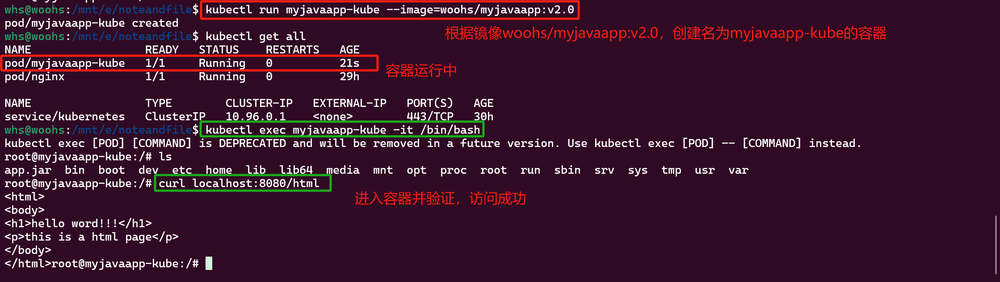 whs@woohs:/mnt/e/noteandfile$ kubectl run myjavaapp-kube --image=woohs/myjavaapp:v2.0
pod/myjavaapp-kube created
whs@woohs:/mnt/e/noteandfile$ kubectl get all
根据镜像woohs/myjavaapp:v2.0，创建名为myjavaapp-kube的容器
NAME READY STATUS RESTARTS AGE
pod/myjavaapp-kube 1/1 Running 0 21s
容器运行中
pod/nginx 1/1 Running 0 29h
NAME TYPE CLUSTER-IP EXTERNAL-IP PORT(S) AGE
service/kubernetes ClusterIP 10.96.0.1 <none> 443/TCP 30h
whs@woohs:/mnt/e/noteandfile$ kubectl exec myjavaapp-kube -it /bin/bash
kubectl exec [POD] [COMMAND] is DEPRECATED and will be removed in a future version. Use kubectl exec [POD] -- [COMMAND] instead.
root@myjavaapp-kube:/# ls
app.jar bin boot dev etc home lib lib64 media mnt opt proc root run sbin srv sys tmp usr var
root@myjavaapp-kube:/# curl localhost:8080/html
<html>
进入容器并验证，访问成功
<body>
<h1>hello word!!!</h1>
<p>this is a html page</p>
</body>
</html>root@myjavaapp-kube:/#